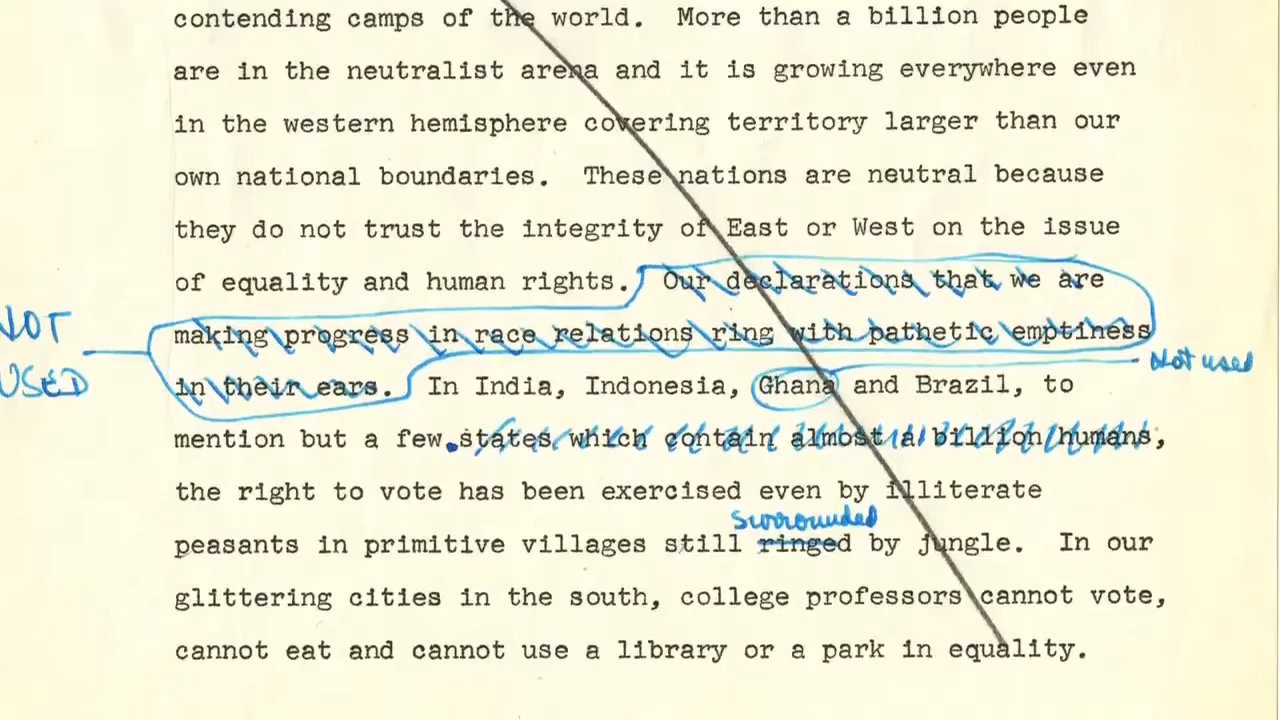 contending camps of the world. More than a billion people
are in the neutralist arena and it is growing everywhere even
in the western hemisphere covering territory larger than our
own national boundaries. These nations are neutral because
they do not trust the integrity of East or West on the issue
of equality and human rights. Our declarations that we are
NOT
making progress in race relations ring with pathetic emptiness
Not used
USED
in their ears. In India, Indonesia, Ghana and Brazil, to
mention but a few.states which contain almost a billion humans,
the right to vote has been exercised even by illiterate
surrounded
peasants in primitive villages still ringed by jungle. In our
glittering cities in the south, college professors cannot vote,
cannot eat and cannot use a library or a park in equality.